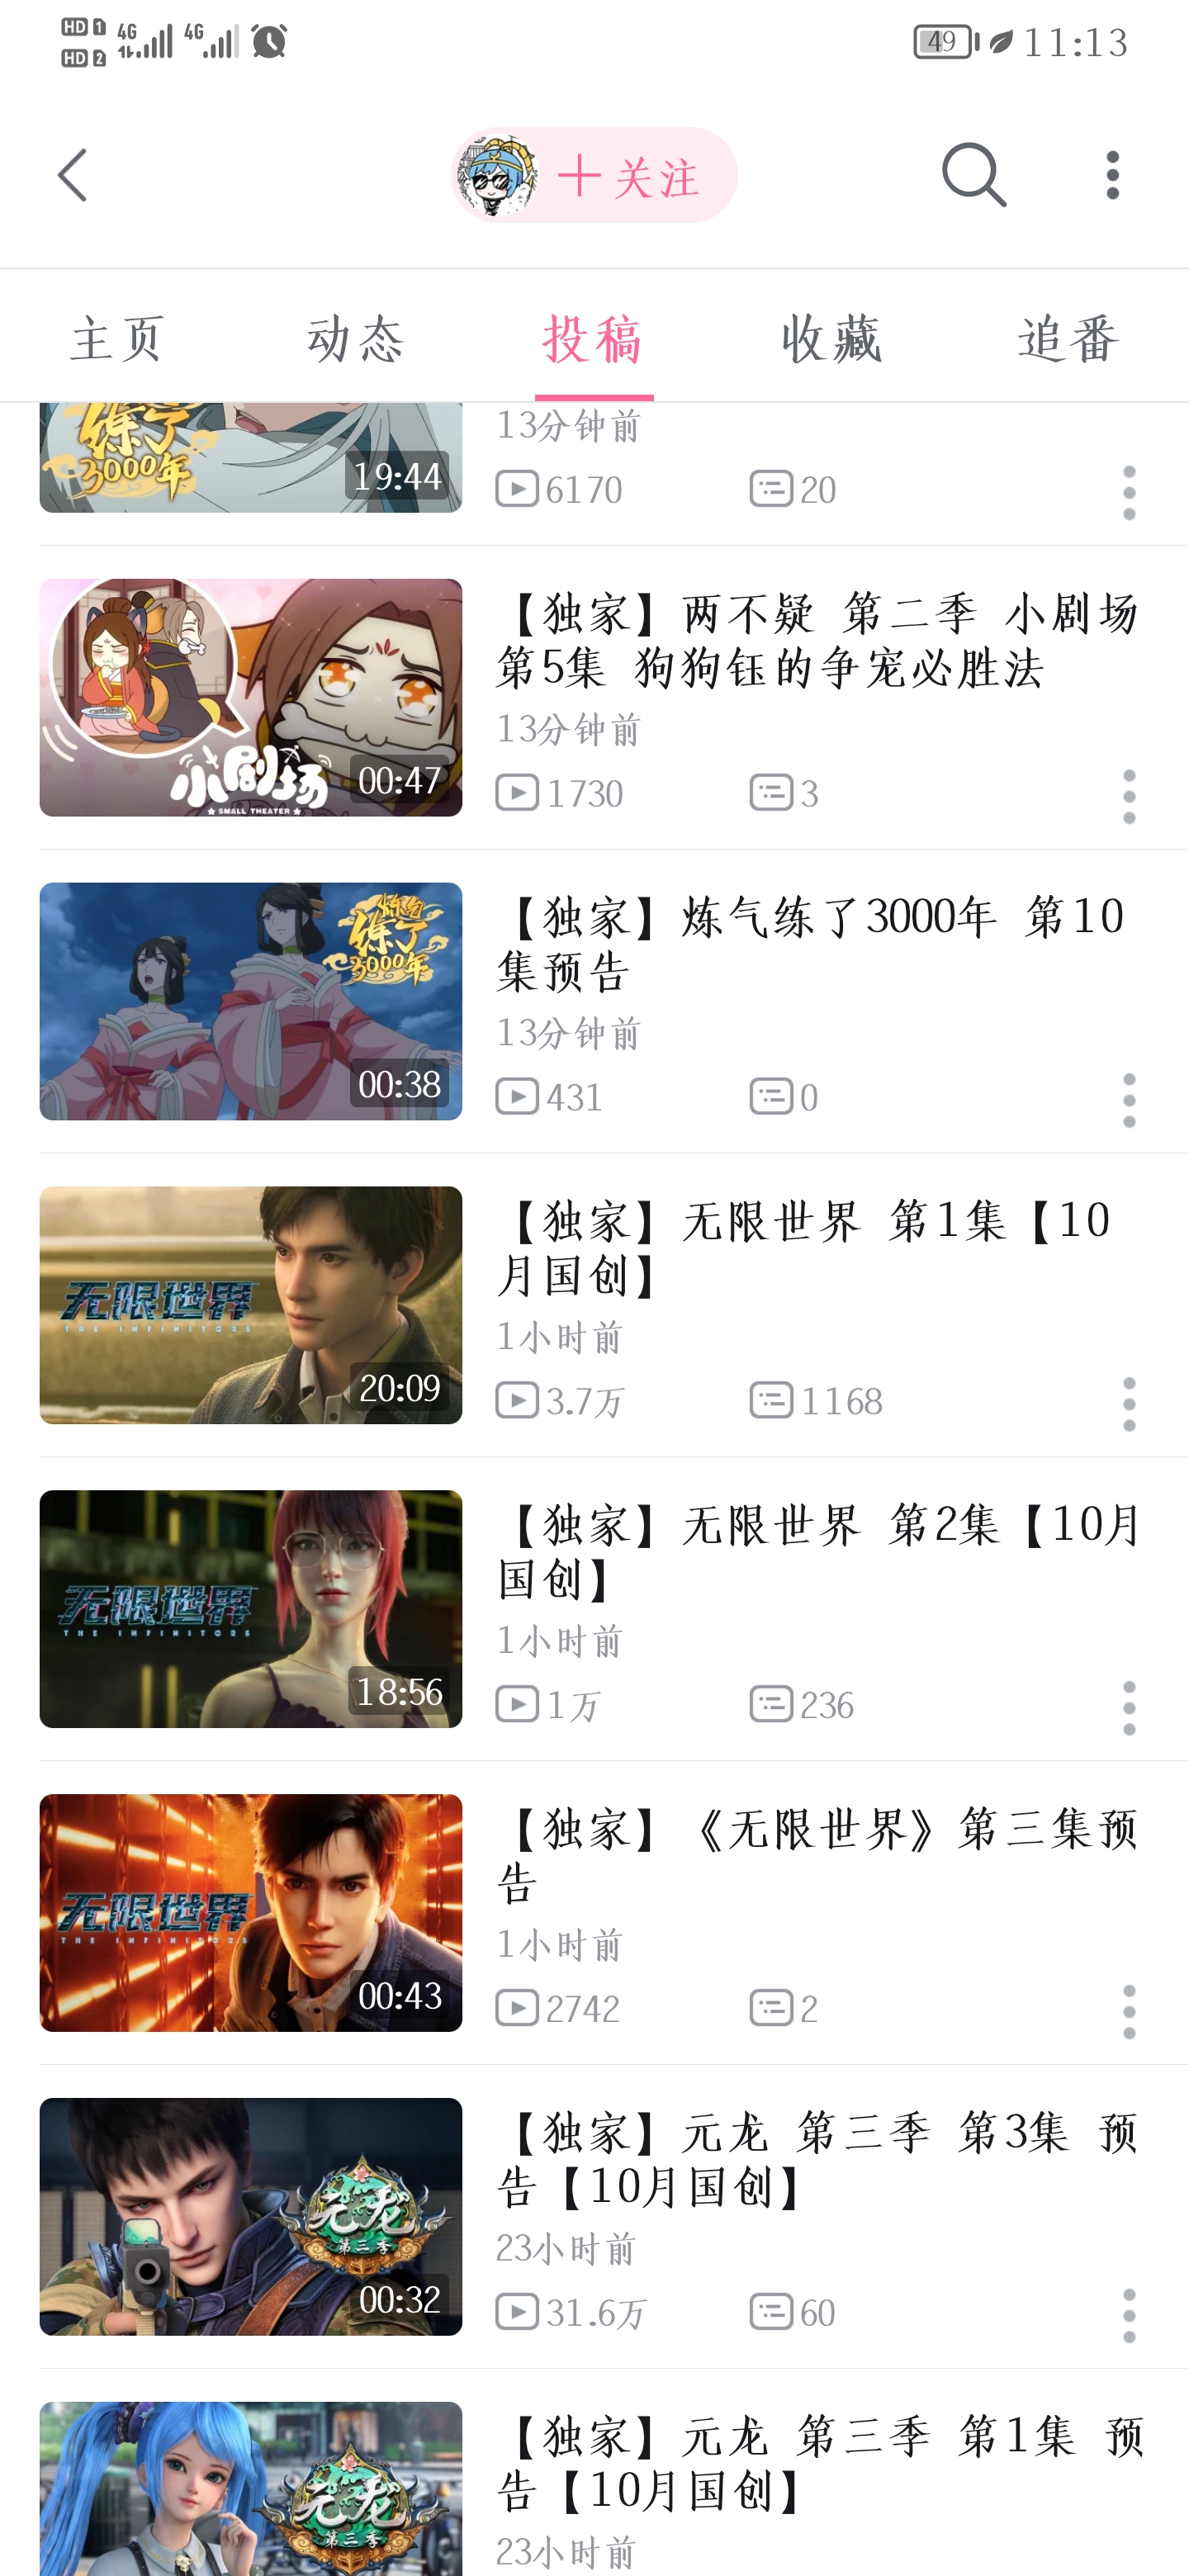 HD 1 4G 4G 49 11:13
HD 2
关注
主页 动态 投稿 收藏 追番
练了
3000年
19:44
13分钟前
6170 20
小剧场
SMALL THEATER
00:47
【独家】两不疑 第二季 小剧场
第5集 狗狗钰的争宠必胜法
13分钟前
1730 3
炼气
练了
3000年
00:38
【独家】炼气练了3000年 第10
集预告
13分钟前
431 0
无限世界
THE INFINITORS
20:09
【独家】无限世界 第1集【10
月国创】
1小时前
3.7万 1168
无限世界
THE INFINITORS
18:56
【独家】无限世界 第2集【10月
国创】
1小时前
1万 236
无限世界
THE INFINITORS
00:43
【独家】《无限世界》第三集预
告
1小时前
2742 2
元龙
第三季
00:32
【独家】元龙 第三季 第3集 预
告【10月国创】
23小时前
31.6万 60
元龙
第三季
【独家】元龙 第三季 第1集 预
告【10月国创】
23小时前